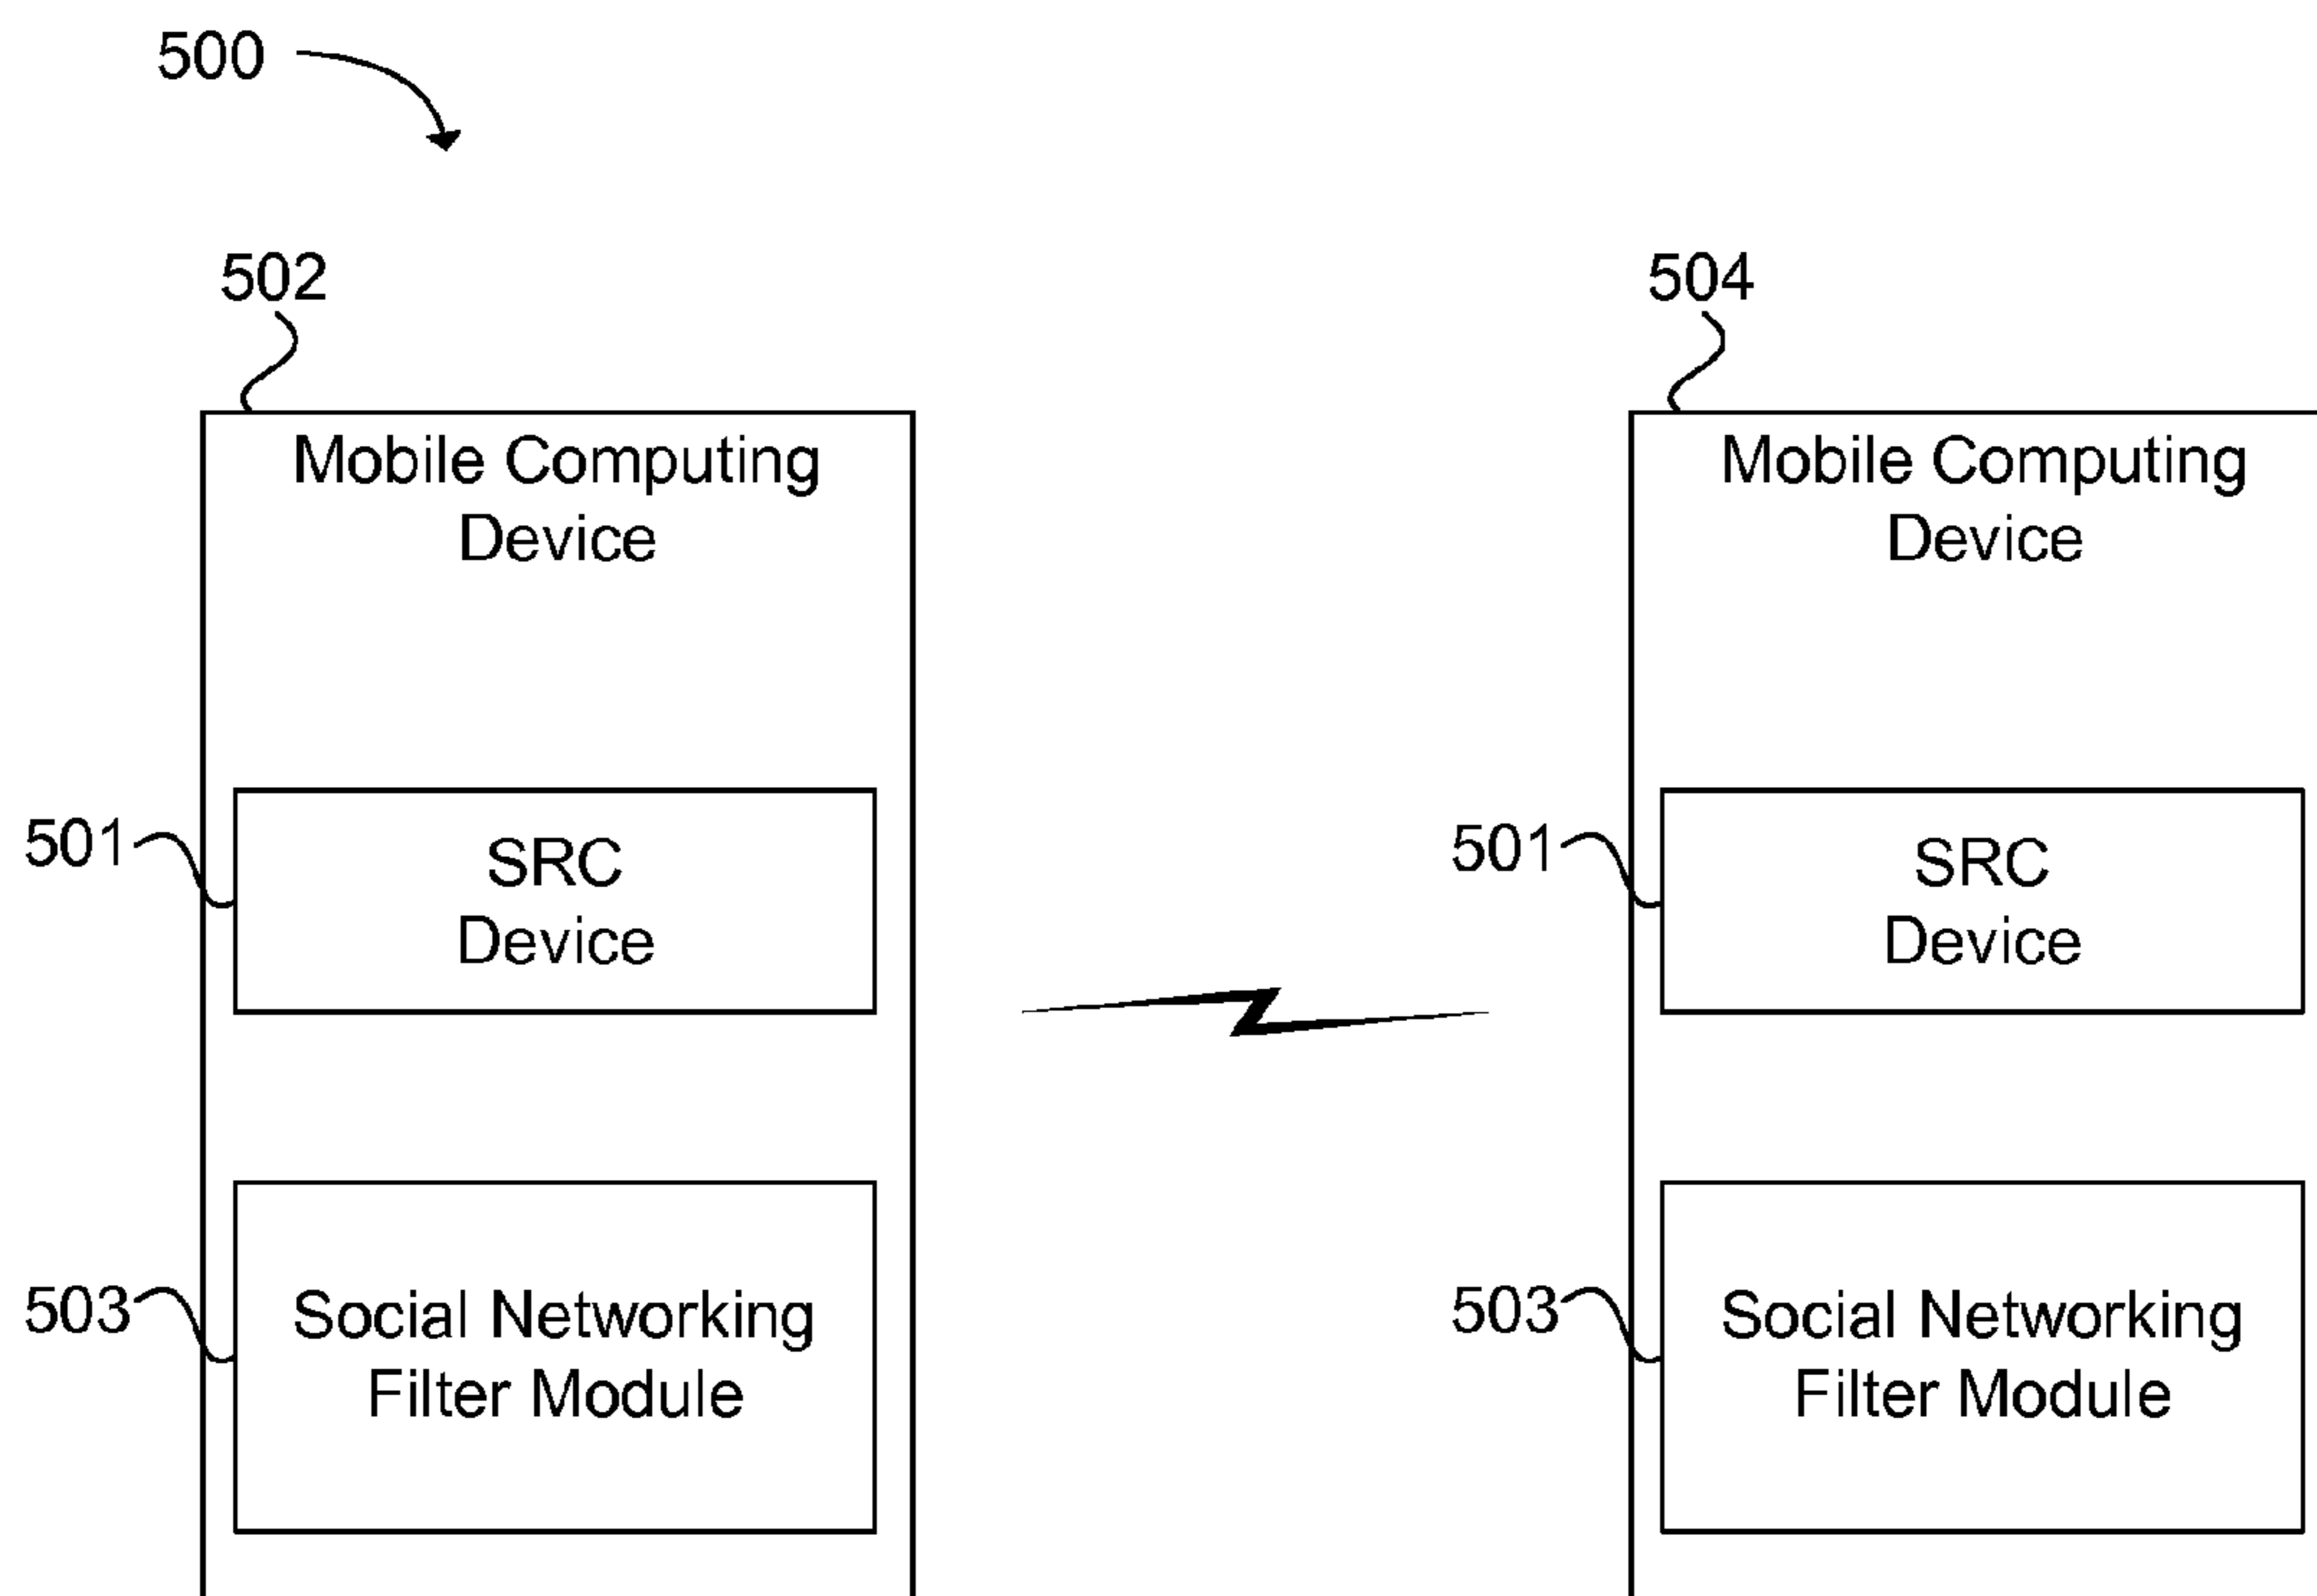 500
502
504
Mobile Computing
Device
Mobile Computing
Device
501
SRC
Device
501
SRC
Device
503
Social Networking
Filter Module
503
Social Networking
Filter Module